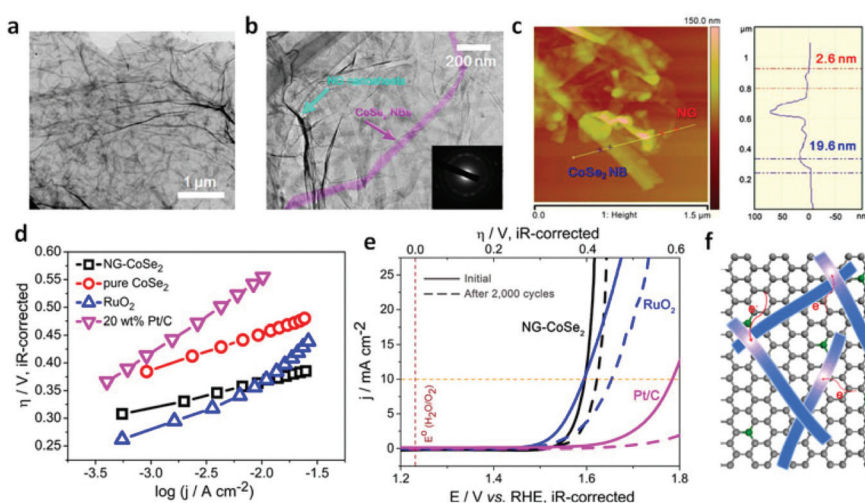 a
1 µm
b
200 nm
NG nanosheets
CoSe₂ NBs
c
150.0 nm
NG
CoSe₂ NB
0.0 1: Height 1.5 µm
µm
1
0.8
0.6
0.4
0.2
2.6 nm
19.6 nm
100 50 0 -50
nm
d
NG-CoSe₂
pure CoSe₂
RuO₂
20 wt% Pt/C
η / V, iR-corrected
0.55
0.50
0.45
0.40
0.35
0.30
0.25
-3.5 -3.0 -2.5 -2.0 -1.5
log (j / A cm⁻²)
e
η / V, iR-corrected
0.0 0.2 0.4 0.6
Initial
After 2,000 cycles
NG-CoSe₂
RuO₂
Pt/C
E⁰ (H₂O/O₂)
j / mA cm⁻²
25
20
15
10
5
0
1.2 1.4 1.6 1.8
E / V vs. RHE, iR-corrected
f
e
e
e